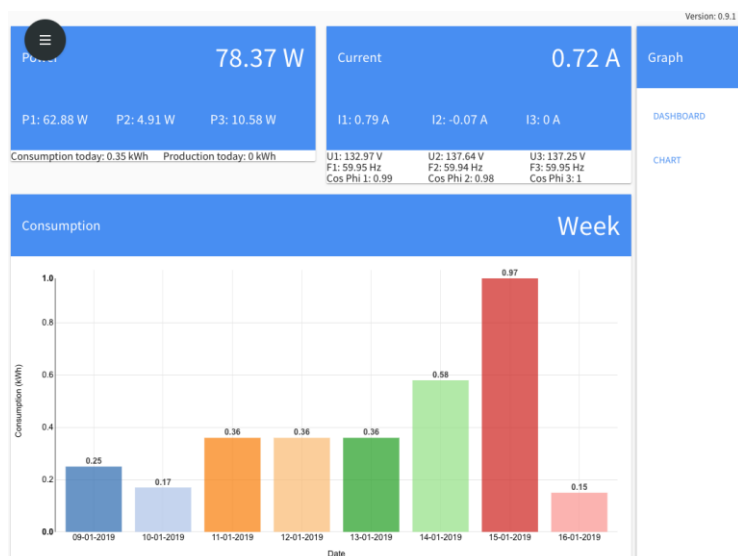 Version: 0.9.1
Power 78.37 W
P1: 62.88 W P2: 4.91 W P3: 10.58 W
Consumption today: 0.35 kWh Production today: 0 kWh
Current 0.72 A
I1: 0.79 A I2: -0.07 A I3: 0 A
U1: 132.97 V U2: 137.64 V U3: 137.25 V
F1: 59.95 Hz F2: 59.94 Hz F3: 59.95 Hz
Cos Phi 1: 0.99 Cos Phi 2: 0.98 Cos Phi 3: 1
Graph
DASHBOARD
CHART
Consumption Week
Consumption (kWh)
1.0
0.8
0.6
0.4
0.2
0.0
0.25
0.17
0.36
0.36
0.36
0.58
0.97
0.15
09-01-2019 10-01-2019 11-01-2019 12-01-2019 13-01-2019 14-01-2019 15-01-2019 16-01-2019
Date